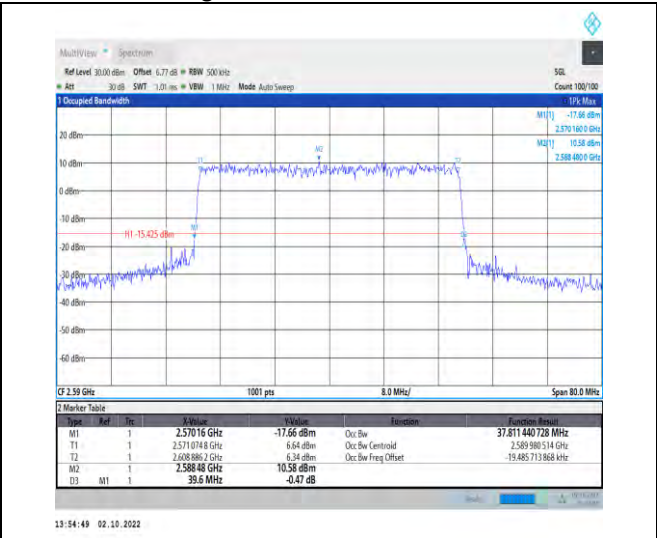 MultiView Spectrum
Ref Level 30.00 dBm Offset 6.77 dB RBW 500 kHz SGL
Att 30 dB SWT 1.01 ms VBW 1 MHz Mode Auto Sweep Count 100/100
1 Occupied Bandwidth 1Pk Max
M1[1] -17.66 dBm
2.5701600 GHz
M2[1] 10.58 dBm
2.5884800 GHz
20 dBm
M2
10 dBm
T1 T2
0 dBm
-10 dBm
M1
H1 -15.425 dBm
D3
-20 dBm
-30 dBm
-40 dBm
-50 dBm
-60 dBm
CF 2.59 GHz 1001 pts 8.0 MHz/ Span 80.0 MHz
2 Marker Table
Type Ref Trc X-Value Y-Value Function Function Result
M1 1 2.57016 GHz -17.66 dBm Occ Bw 37.811 440 728 MHz
T1 1 2.571 074 8 GHz 6.64 dBm Occ Bw Centroid 2.589 980 514 GHz
T2 1 2.608 886 2 GHz 6.34 dBm Occ Bw Freq Offset -19.485 713 868 kHz
M2 1 2.588 48 GHz 10.58 dBm
D3 M1 1 39.6 MHz -0.47 dB
13:54:49 02.10.2022